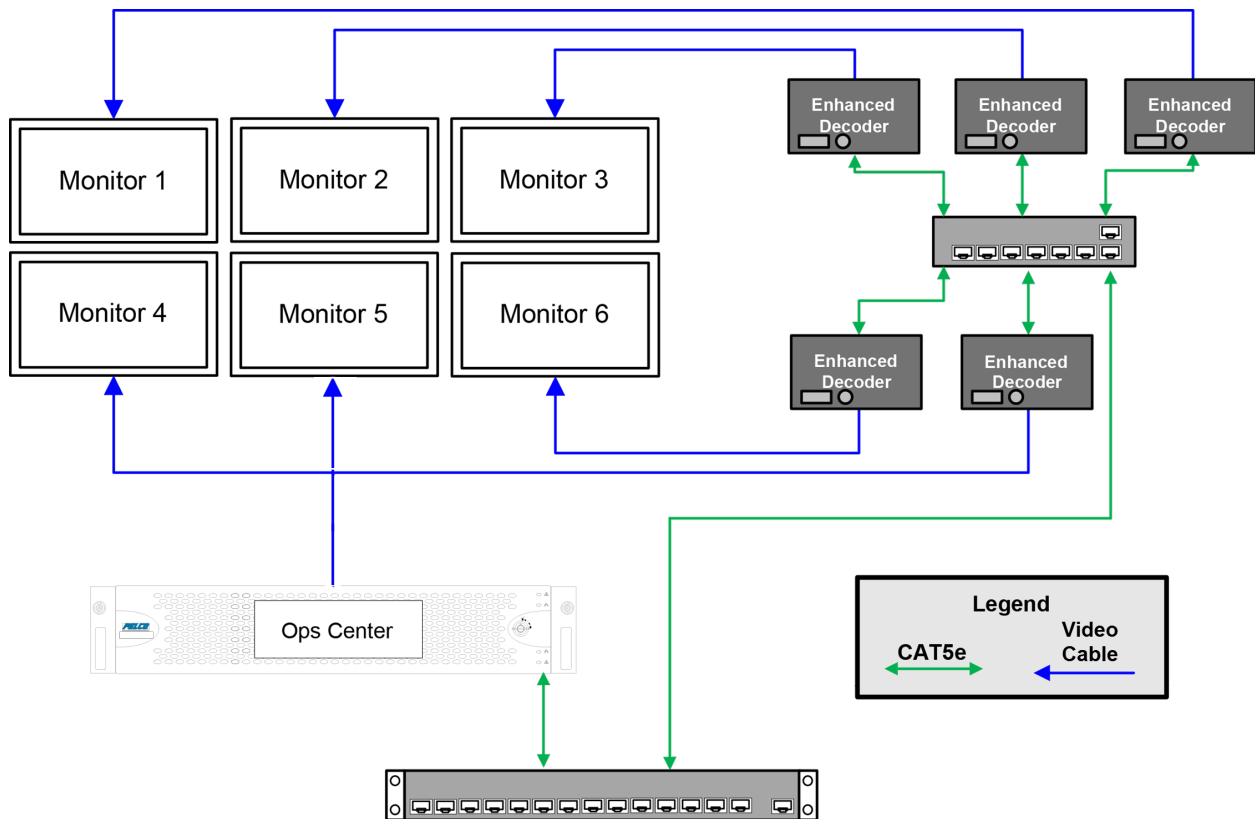 Enhanced
Decoder
Enhanced
Decoder
Enhanced
Decoder
Monitor 1
Monitor 2
Monitor 3
Monitor 4
Monitor 5
Monitor 6
Enhanced
Decoder
Enhanced
Decoder
PELCO
Ops Center
Legend
CAT5e
Video
Cable